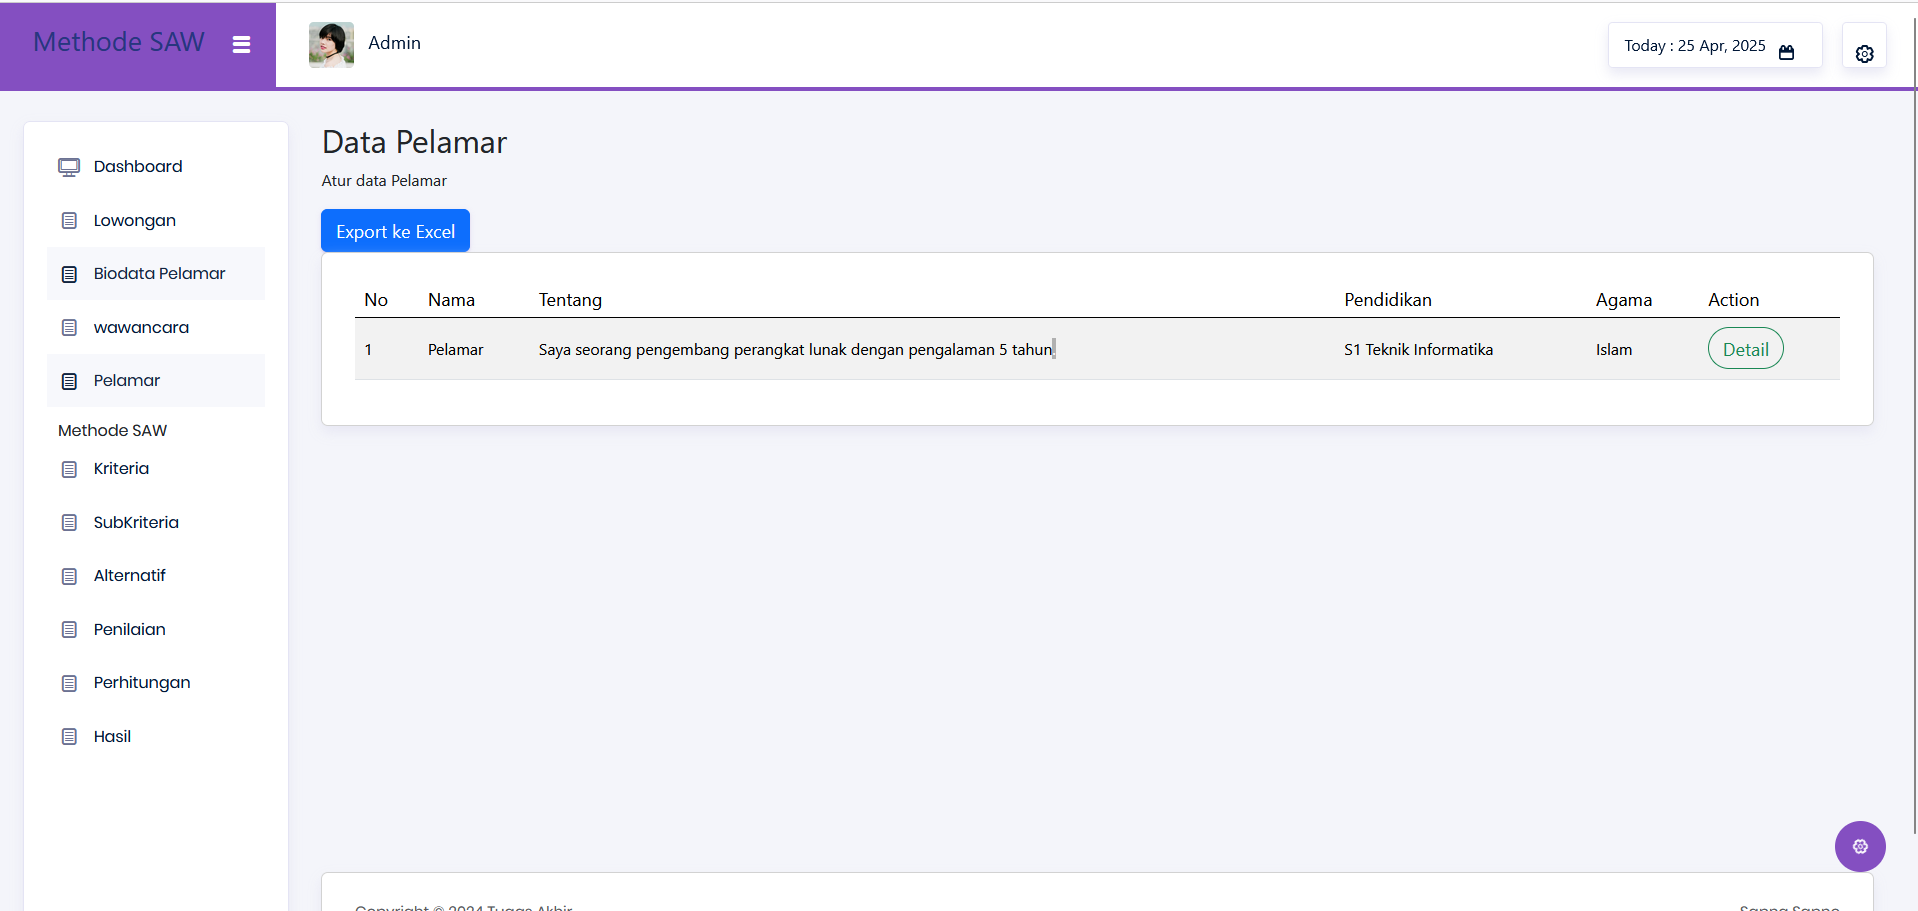 Methode SAW
Admin
Today : 25 Apr, 2025
Dashboard
Lowongan
Biodata Pelamar
wawancara
Pelamar
Methode SAW
Kriteria
SubKriteria
Alternatif
Penilaian
Perhitungan
Hasil
Data Pelamar
Atur data Pelamar
Export ke Excel
No Nama Tentang Pendidikan Agama Action
1 Pelamar Saya seorang pengembang perangkat lunak dengan pengalaman 5 tahun. S1 Teknik Informatika Islam Detail
Copyright © 2024 Tugas Akhir